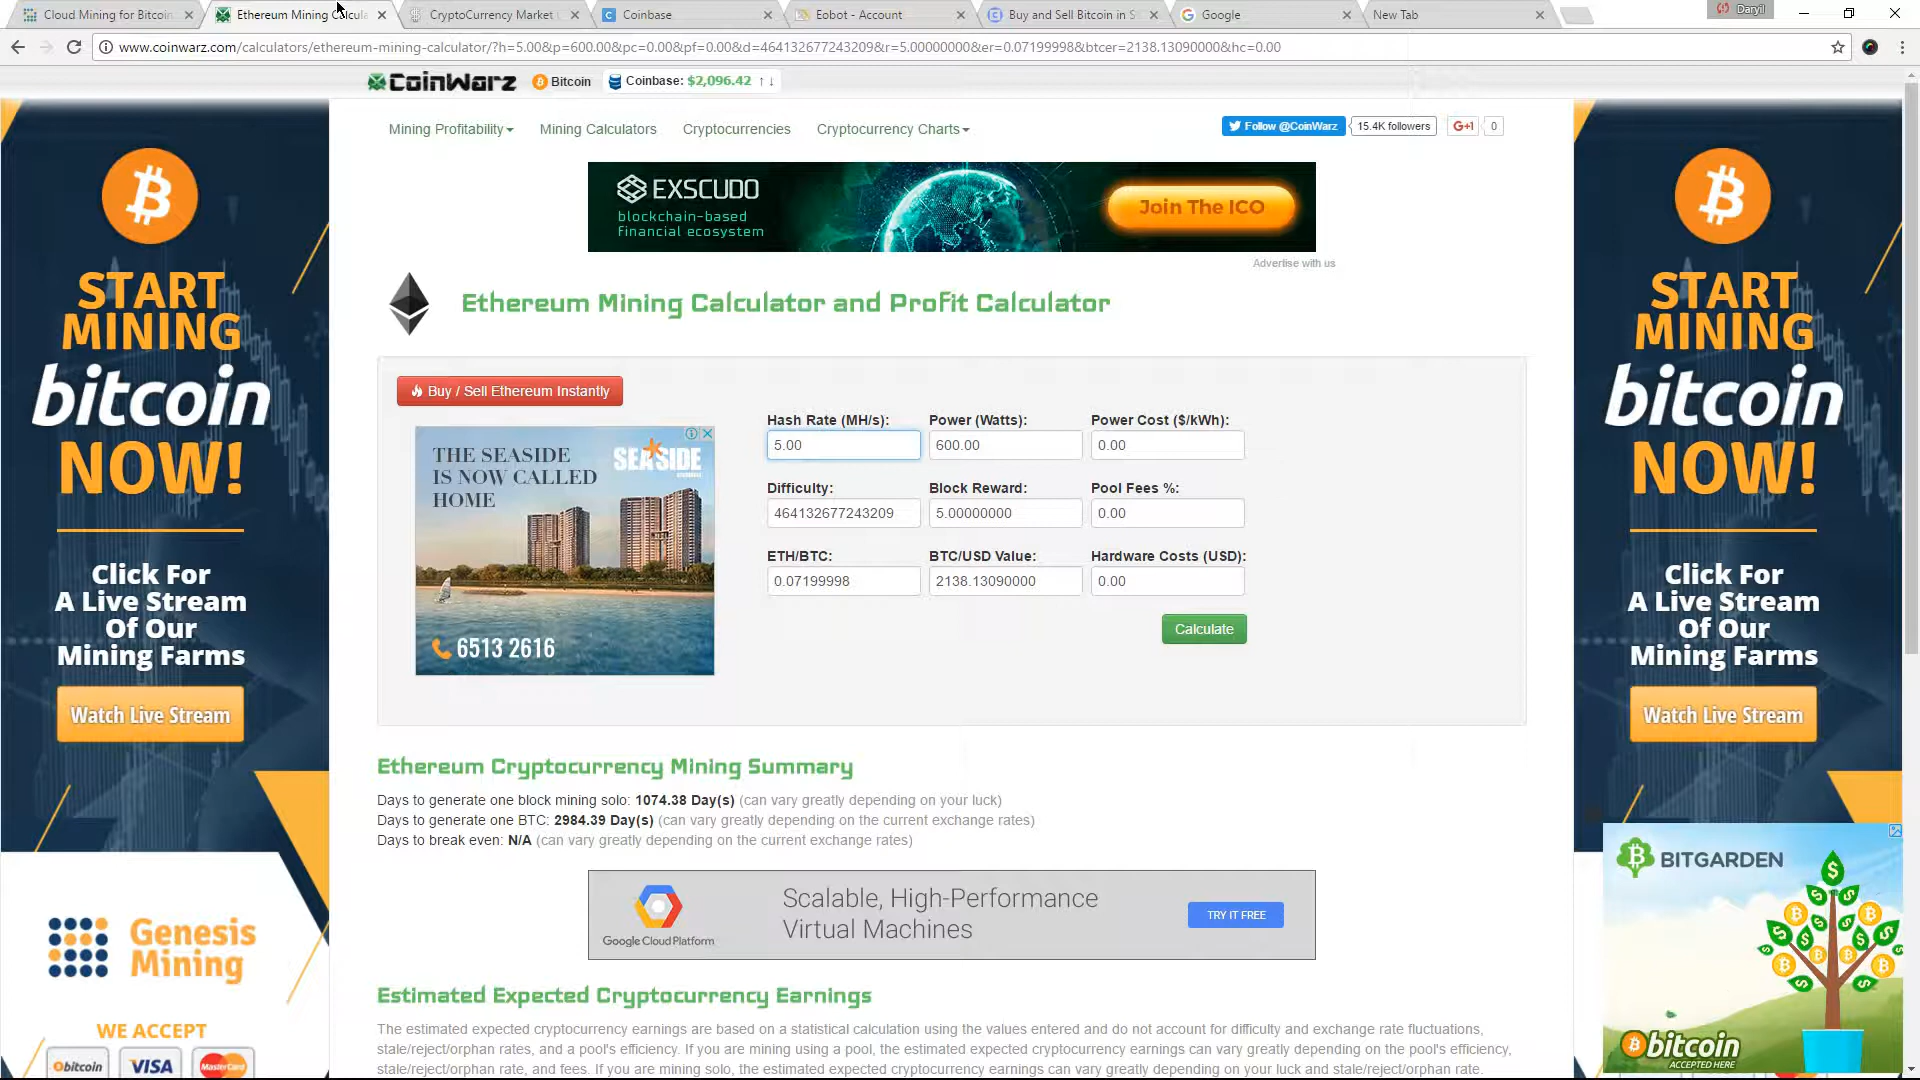 Cloud Mining for Bitcoin
Ethereum Mining Calcula
CryptoCurrency Market
Coinbase
Eobot - Account
Buy and Sell Bitcoin in S
Google
New Tab
Daryl
www.coinwarz.com/calculators/ethereum-mining-calculator/?h=5.00&p=600.00&pc=0.00&pf=0.00&d=464132677243209&r=5.00000000&er=0.07199998&btcer=2138.13090000&hc=0.00
CoinWarz
Bitcoin
Coinbase: $2,096.42 ↑ ↓
Mining Profitability
Mining Calculators
Cryptocurrencies
Cryptocurrency Charts
Follow @CoinWarz
15.4K followers
G+1
0
EXSCUDO
blockchain-based
financial ecosystem
Join The ICO
Advertise with us
Ethereum Mining Calculator and Profit Calculator
Buy / Sell Ethereum Instantly
THE SEASIDE
IS NOW CALLED
HOME
SEASIDE
6513 2616
Hash Rate (MH/s):
Power (Watts):
Power Cost ($/kWh):
5.00
600.00
0.00
Difficulty:
Block Reward:
Pool Fees %:
464132677243209
5.00000000
0.00
ETH/BTC:
BTC/USD Value:
Hardware Costs (USD):
0.07199998
2138.13090000
0.00
Calculate
START
MINING
bitcoin
NOW!
Click For
A Live Stream
Of Our
Mining Farms
Watch Live Stream
Genesis
Mining
WE ACCEPT
bitcoin
VISA
MasterCard
START
MINING
bitcoin
NOW!
Click For
A Live Stream
Of Our
Mining Farms
Watch Live Stream
BITGARDEN
bitcoin
ACCEPTED HERE
Ethereum Cryptocurrency Mining Summary
Days to generate one block mining solo: 1074.38 Day(s) (can vary greatly depending on your luck)
Days to generate one BTC: 2984.39 Day(s) (can vary greatly depending on the current exchange rates)
Days to break even: N/A (can vary greatly depending on the current exchange rates)
Google Cloud Platform
Scalable, High-Performance
Virtual Machines
TRY IT FREE
Estimated Expected Cryptocurrency Earnings
The estimated expected cryptocurrency earnings are based on a statistical calculation using the values entered and do not account for difficulty and exchange rate fluctuations,
stale/reject/orphan rates, and a pool's efficiency. If you are mining using a pool, the estimated expected cryptocurrency earnings can vary greatly depending on the pool's efficiency,
stale/reject/orphan rate, and fees. If you are mining solo, the estimated expected cryptocurrency earnings can vary greatly depending on your luck and stale/reject/orphan rate.